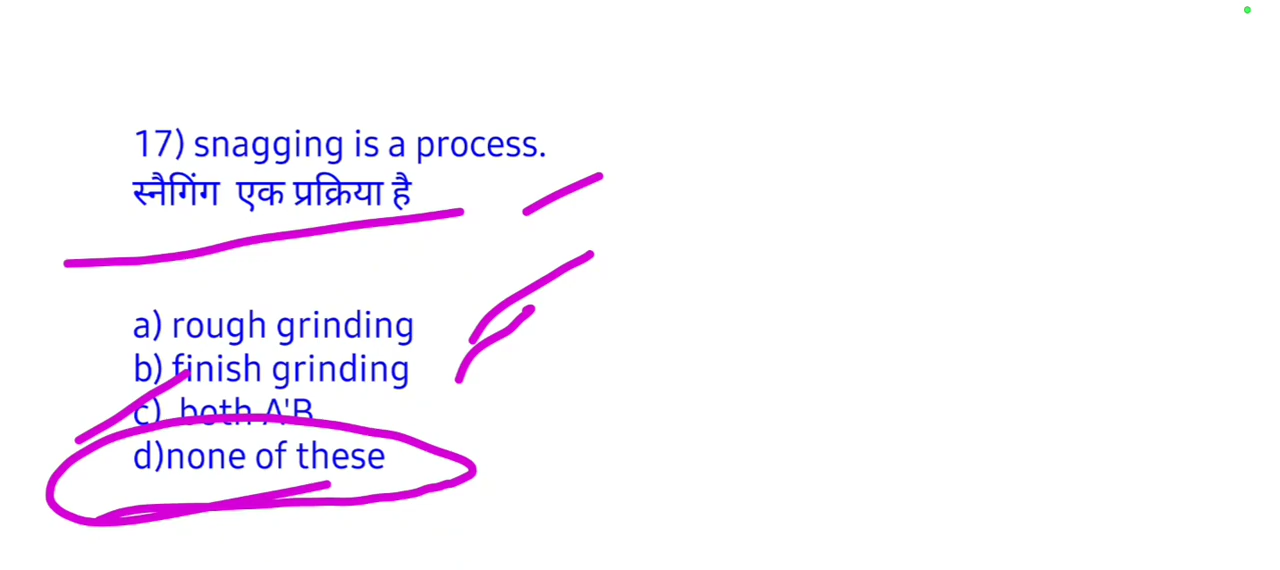 17) snagging is a process.
स्नैगिंग एक प्रक्रिया है
a) rough grinding
b) finish grinding
c) both A'B
d)none of these